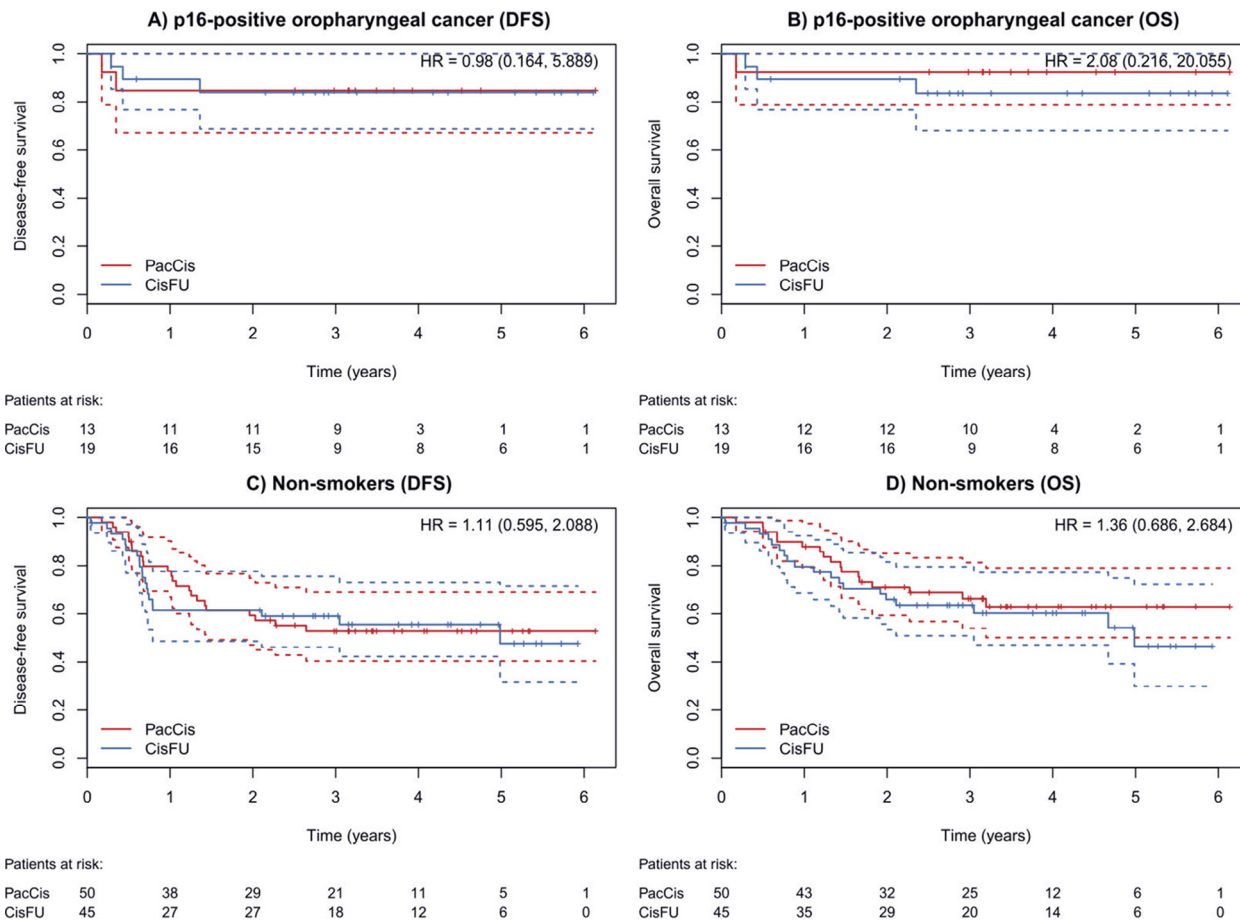 A) p16-positive oropharyngeal cancer (DFS)
HR = 0.98 (0.164, 5.889)
Disease-free survival
1.0
0.8
0.6
0.4
0.2
0.0
PacCis
CisFU
0 1 2 3 4 5 6
Time (years)
Patients at risk:
PacCis 13 11 11 9 3 1 1
CisFU 19 16 15 9 8 6 1
B) p16-positive oropharyngeal cancer (OS)
HR = 2.08 (0.216, 20.055)
Overall survival
1.0
0.8
0.6
0.4
0.2
0.0
PacCis
CisFU
0 1 2 3 4 5 6
Time (years)
Patients at risk:
PacCis 13 12 12 10 4 2 1
CisFU 19 16 16 9 8 6 1
C) Non-smokers (DFS)
HR = 1.11 (0.595, 2.088)
Disease-free survival
1.0
0.8
0.6
0.4
0.2
0.0
PacCis
CisFU
0 1 2 3 4 5 6
Time (years)
Patients at risk:
PacCis 50 38 29 21 11 5 1
CisFU 45 27 27 18 12 6 0
D) Non-smokers (OS)
HR = 1.36 (0.686, 2.684)
Overall survival
1.0
0.8
0.6
0.4
0.2
0.0
PacCis
CisFU
0 1 2 3 4 5 6
Time (years)
Patients at risk:
PacCis 50 43 32 25 12 6 1
CisFU 45 35 29 20 14 6 0